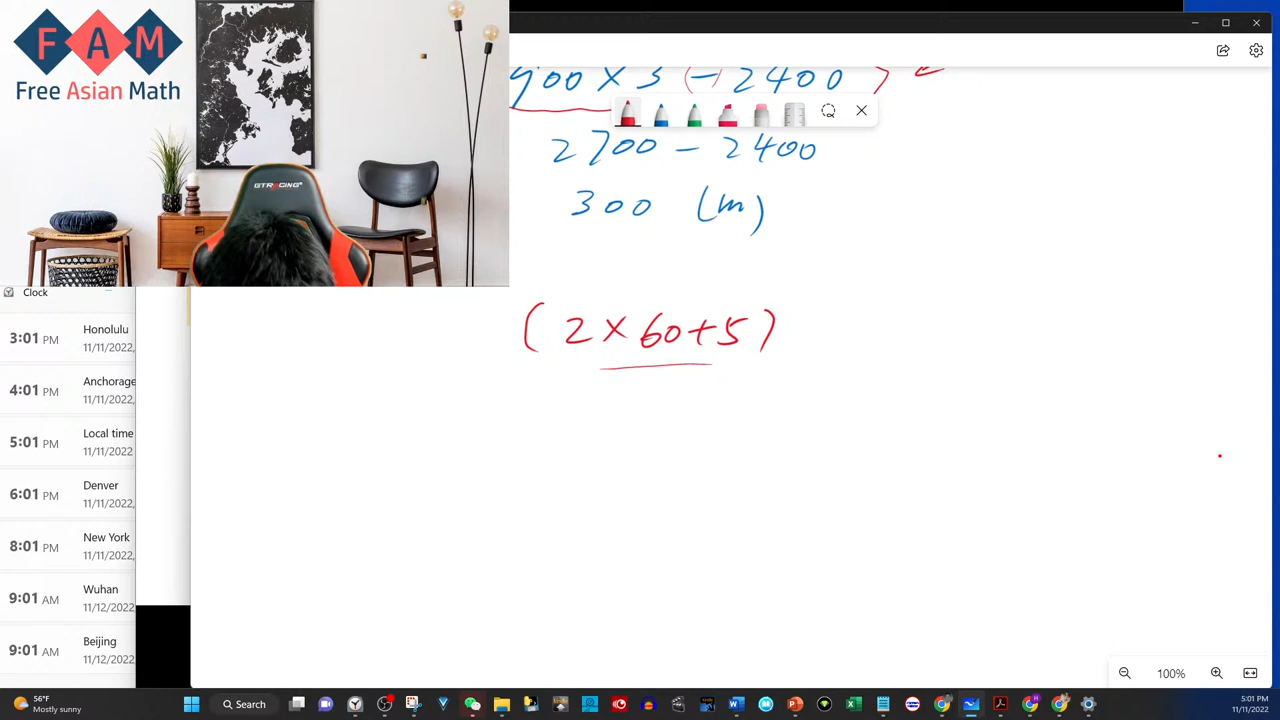 FAM
Free Asian Math
GTRACING
900 × 3 (-) 2400
2700 - 2400
300 (m)
(2×60+5)
Clock
3:01 PM Honolulu 11/11/2022,
4:01 PM Anchorage 11/11/2022,
5:01 PM Local time 11/11/2022,
6:01 PM Denver 11/11/2022,
8:01 PM New York 11/11/2022,
9:01 AM Wuhan 11/12/2022
9:01 AM Beijing 11/12/2022
100%
56°F
Mostly sunny
Search
5:01 PM
11/11/2022